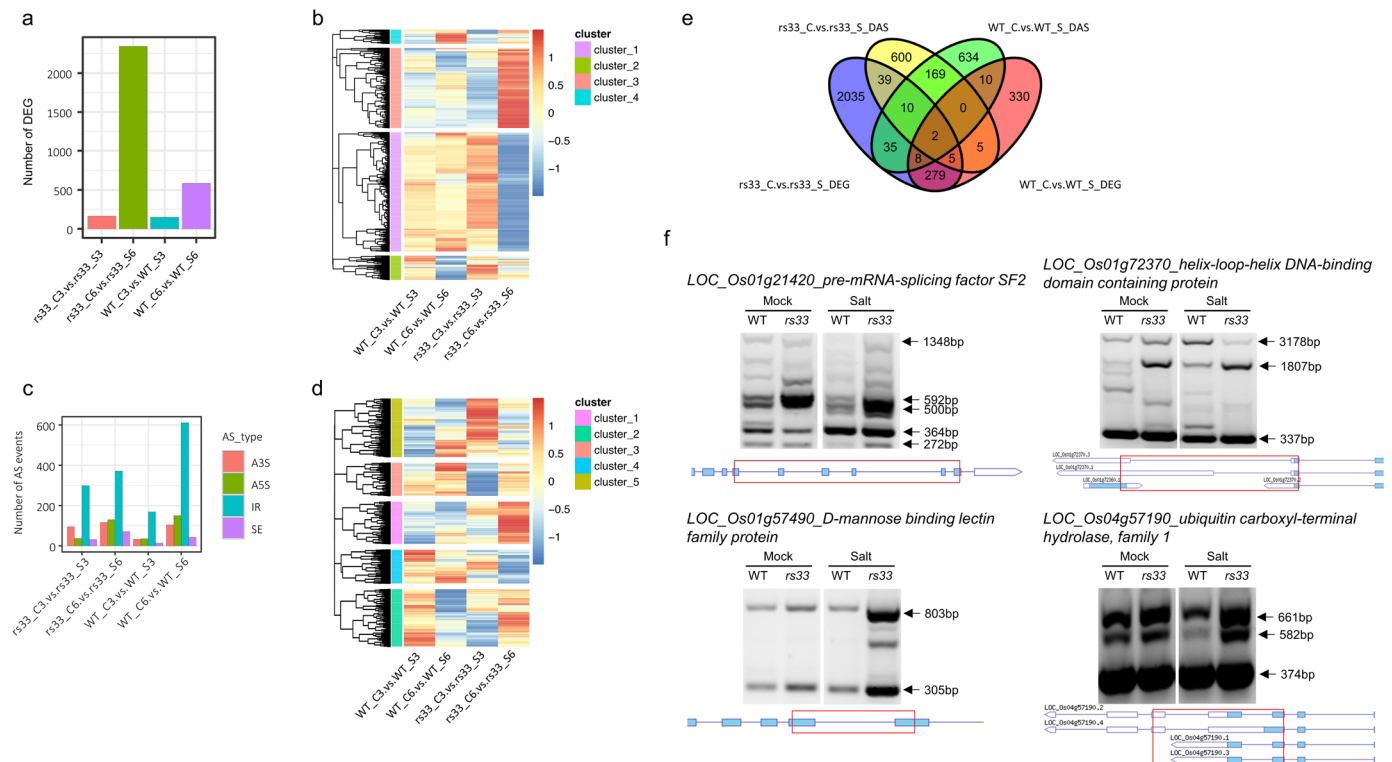 a
Number of DEG
2000
1500
1000
500
0
rs33_C3.vs.rs33_S3
rs33_C6.vs.rs33_S6
WT_C3.vs.WT_S3
WT_C6.vs.WT_S6
b
1
0.5
0
−0.5
−1
cluster
cluster_1
cluster_2
cluster_3
cluster_4
WT_C3.vs.WT_S3
WT_C6.vs.WT_S6
rs33_C3.vs.rs33_S3
rs33_C6.vs.rs33_S6
c
Number of AS events
600
400
200
0
rs33_C3.vs.rs33_S3
rs33_C6.vs.rs33_S6
WT_C3.vs.WT_S3
WT_C6.vs.WT_S6
AS_type
A3S
A5S
IR
SE
d
1
0
−1
cluster
cluster_1
cluster_2
cluster_3
cluster_4
cluster_5
WT_C3.vs.WT_S3
WT_C6.vs.WT_S6
rs33_C3.vs.rs33_S3
rs33_C6.vs.rs33_S6
e
rs33_C.vs.rs33_S_DAS
WT_C.vs.WT_S_DAS
600
634
39
169
10
2035
330
10
0
2
35
5
8
5
279
rs33_C.vs.rs33_S_DEG
WT_C.vs.WT_S_DEG
f
LOC_Os01g21420_pre-mRNA-splicing factor SF2
Mock
Salt
WT
rs33
WT
rs33
1348bp
592bp
500bp
364bp
272bp
LOC_Os01g72370_helix-loop-helix DNA-binding
domain containing protein
Mock
Salt
WT
rs33
WT
rs33
3178bp
1807bp
337bp
LOC_Os01g72370.3
LOC_Os01g72370.1
LOC_Os01g57490_D-mannose binding lectin
family protein
Mock
Salt
WT
rs33
WT
rs33
803bp
305bp
LOC_Os04g57190_ubiquitin carboxyl-terminal
hydrolase, family 1
Mock
Salt
WT
rs33
WT
rs33
661bp
582bp
374bp
LOC_Os04g57190.2
LOC_Os04g57190.4
LOC_Os04g57190.1
LOC_Os04g57190.3